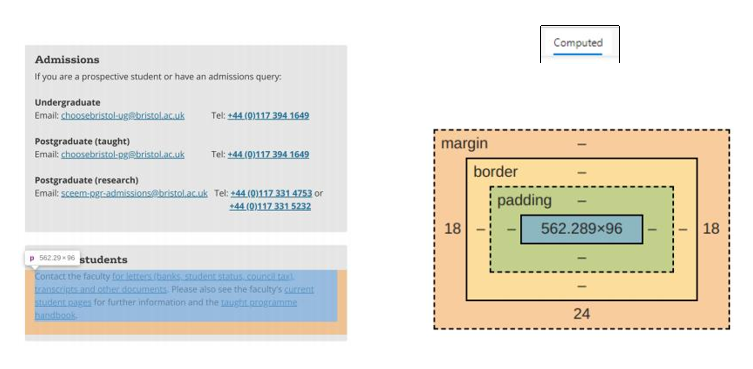 Computed
Admissions
If you are a prospective student or have an admissions query:
Undergraduate
Email: choosebristol-ug@bristol.ac.uk Tel: +44 (0)117 394 1649
Postgraduate (taught)
Email: choosebristol-pg@bristol.ac.uk Tel: +44 (0)117 394 1649
Postgraduate (research)
Email: sceem-pgr-admissions@bristol.ac.uk Tel: +44 (0)117 331 4753 or
+44 (0)117 331 5232
p 562.29 × 96
students
Contact the faculty for letters (banks, student status, council tax),
transcripts and other documents. Please also see the faculty's current
student pages for further information and the taught programme
handbook.
margin –
border –
padding –
18 – – 562.289×96 – – 18
–
–
24